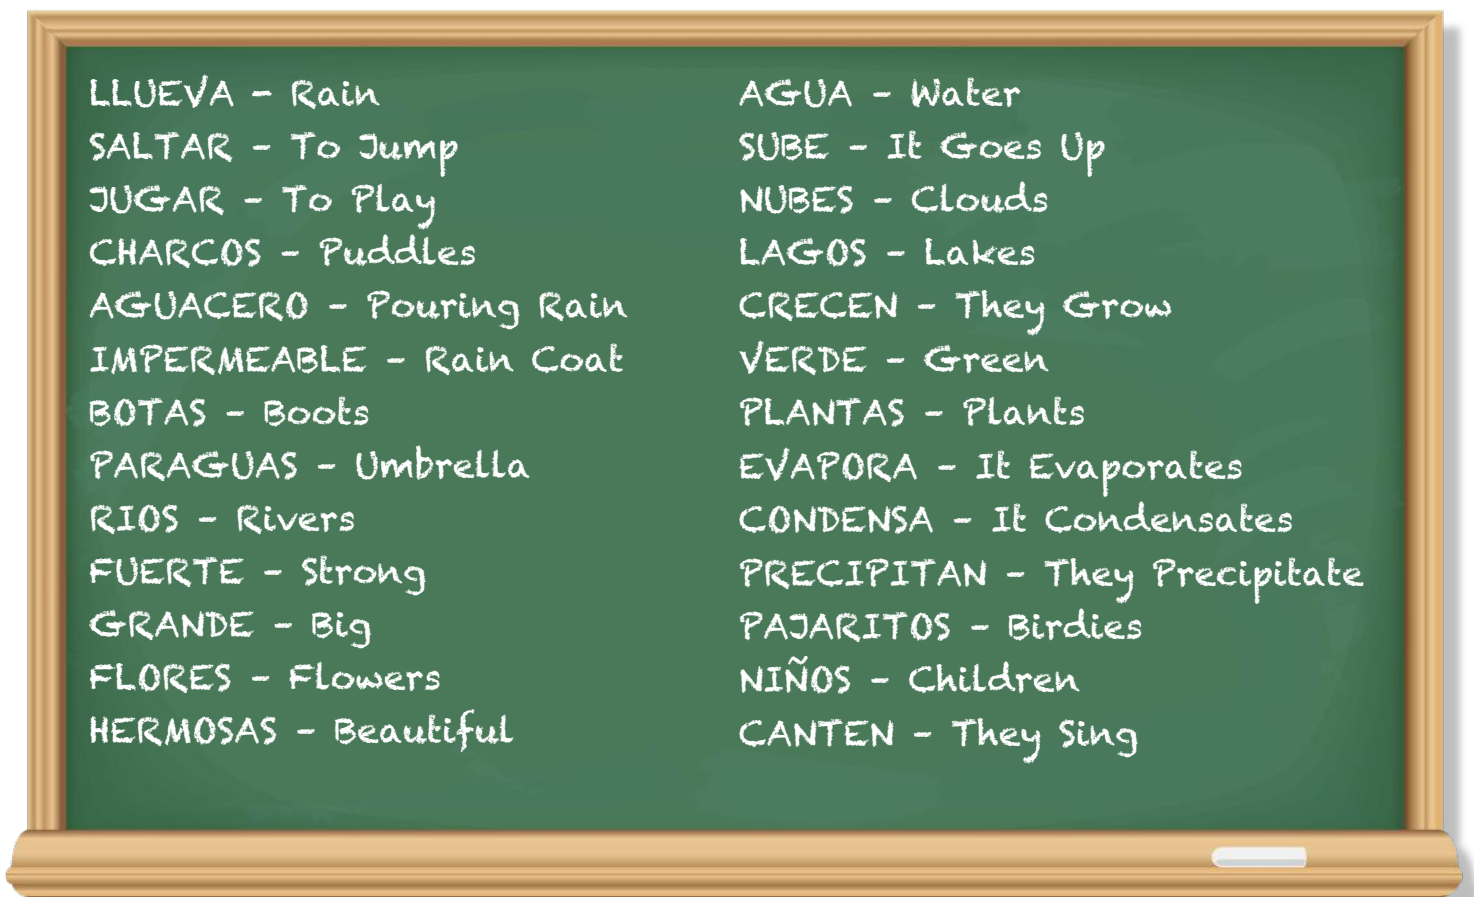 LLUEVA - Rain
SALTAR - To Jump
JUGAR - To Play
CHARCOS - Puddles
AGUACERO - Pouring Rain
IMPERMEABLE - Rain Coat
BOTAS - Boots
PARAGUAS - Umbrella
RIOS - Rivers
FUERTE - Strong
GRANDE - Big
FLORES - Flowers
HERMOSAS - Beautiful
AGUA - Water
SUBE - It Goes Up
NUBES - Clouds
LAGOS - Lakes
CRECEN - They Grow
VERDE - Green
PLANTAS - Plants
EVAPORA - It Evaporates
CONDENSA - It Condensates
PRECIPITAN - They Precipitate
PAJARITOS - Birdies
NIÑOS - Children
CANTEN - They Sing